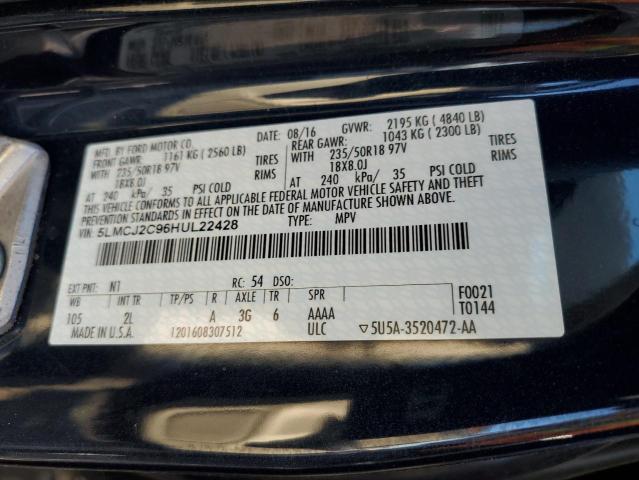 MFD. BY FORD MOTOR CO. DATE: 08/16 GVWR: 2195 KG ( 4840 LB)
FRONT GAWR: 1161 KG ( 2560 LB) REAR GAWR: 1043 KG ( 2300 LB)
WITH 235/50R18 97V TIRES WITH 235/50R18 97V TIRES
18X8.0J RIMS 18X8.0J RIMS
AT 240 kPa/ 35 PSI COLD AT 240 kPa/ 35 PSI COLD
THIS VEHICLE CONFORMS TO ALL APPLICABLE FEDERAL MOTOR VEHICLE SAFETY AND THEFT
PREVENTION STANDARDS IN EFFECT ON THE DATE OF MANUFACTURE SHOWN ABOVE.
VIN: 5LMCJ2C96HUL22428 TYPE: MPV
EXT PNT: N1 RC: 54 DSO:
WB INT TR TP/PS R AXLE TR SPR F0021
105 2L A 3G 6 AAAA T0144
MADE IN U.S.A. 1201608307512 ULC ▽5U5A-3520472-AA